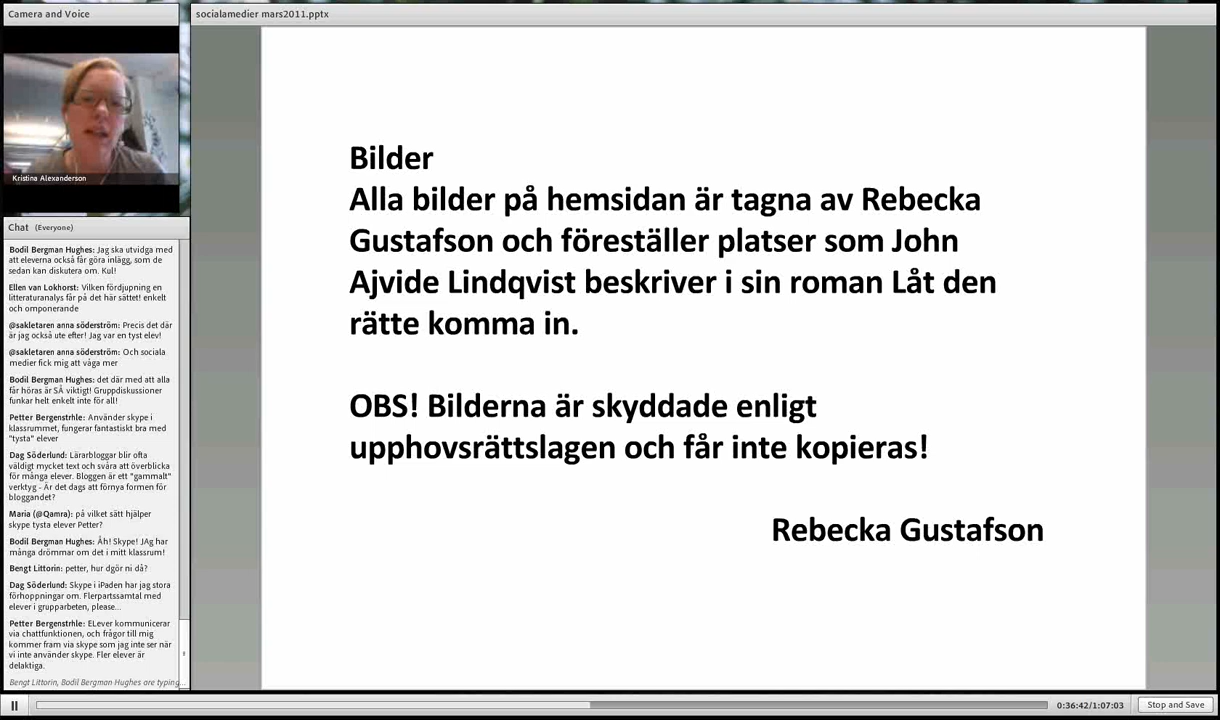 Camera and Voice
socialamedier mars2011.pptx
Kristina Alexanderson
Chat (Everyone)
Bodil Bergman Hughes: Jag ska utvidga med
att eleverna också får göra inlägg, som de
sedan kan diskutera om. Kul!
Ellen van Lokhorst: Vilken fördjupning en
litteraturanalys får på det här sättet! enkelt
och omponerande
@sakletaren anna söderström: Precis det där
är jag också ute efter! Jag var en tyst elev!
@sakletaren anna söderström: Och sociala
medier fick mig att våga mer
Bodil Bergman Hughes: det där med att alla
får höras är SÅ viktigt! Gruppdiskussioner
funkar helt enkelt inte för all!
Petter Bergenstrhle: Använder skype i
klassrummet, fungerar fantastiskt bra med
"tysta" elever
Dag Söderlund: Lärarbloggar blir ofta
väldigt mycket text och svåra att överblicka
för många elever. Bloggen är ett "gammalt"
verktyg - Är det dags att förnya formen för
bloggandet?
Maria (@Qamra): på vilket sätt hjälper
skype tysta elever Petter?
Bodil Bergman Hughes: Åh! Skype! JAg har
många drömmar om det i mitt klassrum!
Bengt Littorin: petter, hur dgör ni då?
Dag Söderlund: Skype i iPaden har jag stora
förhoppningar om. Flerpartssamtal med
elever i grupparbeten, please...
Petter Bergenstrhle: ELever kommunicerar
via chattfunktionen, och frågor till mig
kommer fram via skype som jag inte ser när
vi inte använder skype. Fler elever är
delaktiga.
Bengt Littorin, Bodil Bergman Hughes are typing...
Bilder
Alla bilder på hemsidan är tagna av Rebecka
Gustafson och föreställer platser som John
Ajvide Lindqvist beskriver i sin roman Låt den
rätte komma in.
OBS! Bilderna är skyddade enligt
upphovsrättslagen och får inte kopieras!
Rebecka Gustafson
0:36:42/1:07:03
Stop and Save